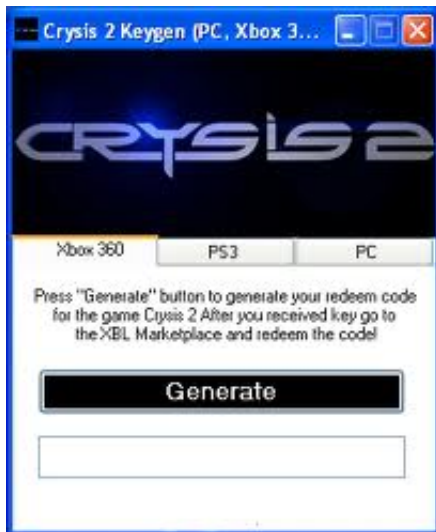 Crysis 2 Keygen (PC, Xbox 3...
CRYSIS 2
Xbox 360 PS3 PC
Press "Generate" button to generate your redeem code
for the game Crysis 2 After you received key go to
the XBL Marketplace and redeem the code!
Generate